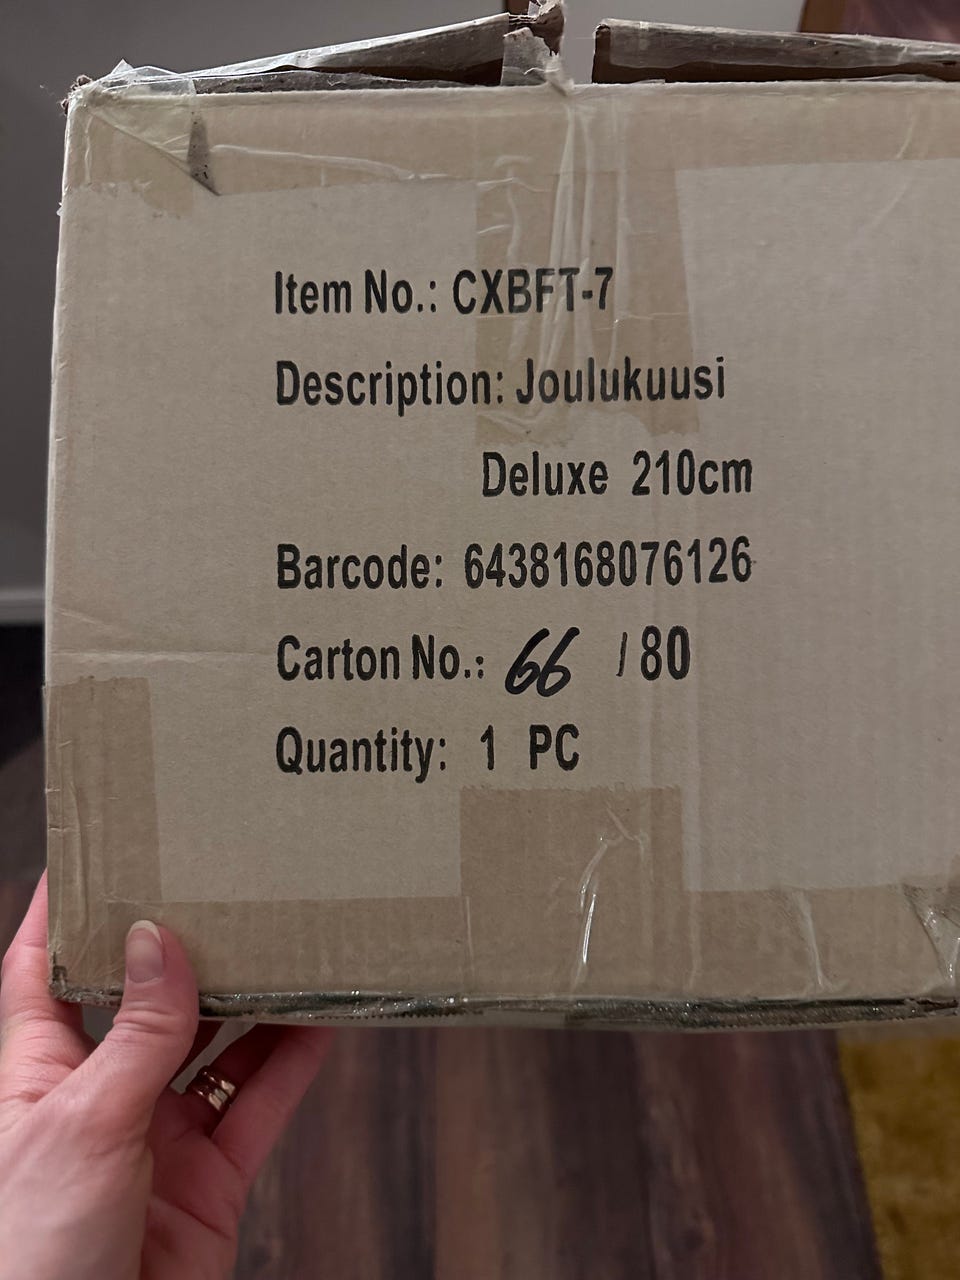 Item No.: CXBFT-7
Description: Joulukuusi
Deluxe 210cm
Barcode: 6438168076126
Carton No.: 66 / 80
Quantity: 1 PC